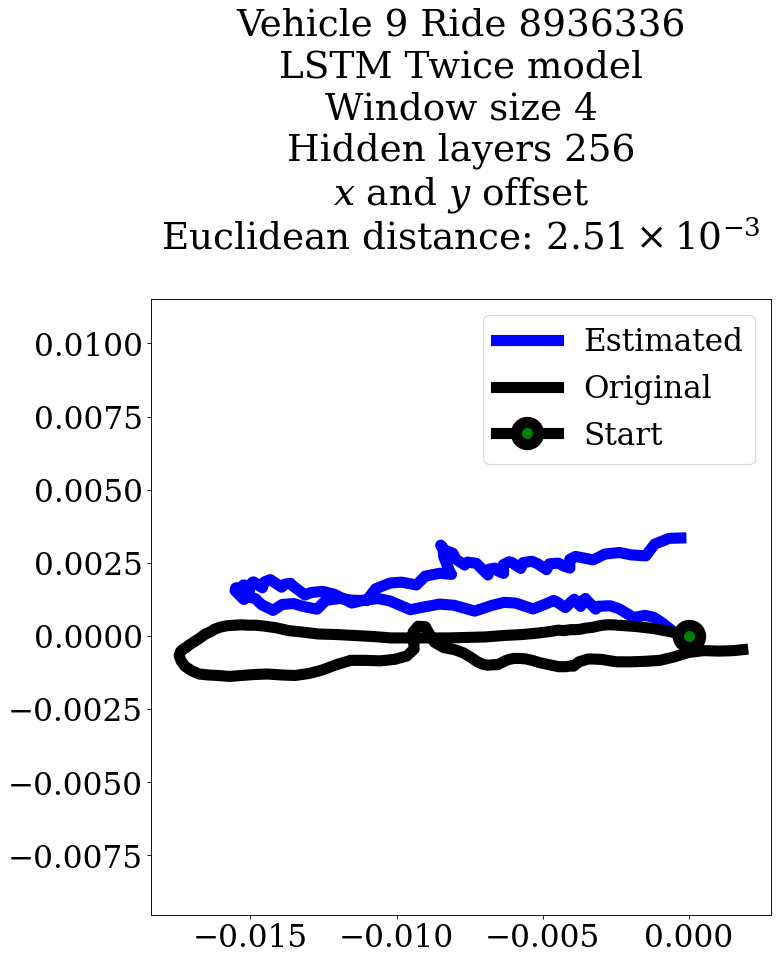 Vehicle 9 Ride 8936336
LSTM Twice model
Window size 4
Hidden layers 256
x and y offset
Euclidean distance: 2.51 × 10⁻³
Estimated
Original
Start
0.0100
0.0075
0.0050
0.0025
0.0000
−0.0025
−0.0050
−0.0075
−0.015 −0.010 −0.005 0.000